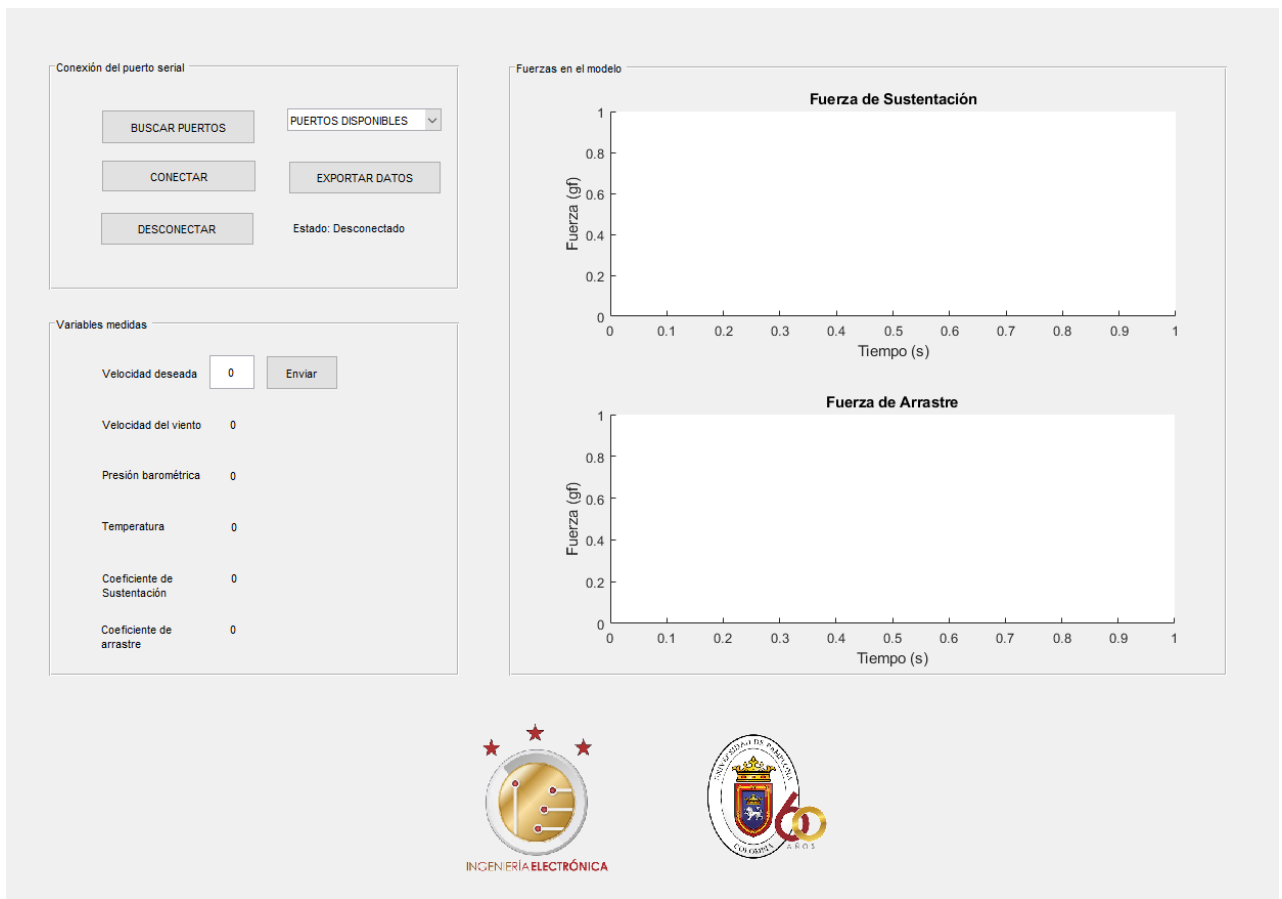 Conexión del puerto serial
BUSCAR PUERTOS
PUERTOS DISPONIBLES
CONECTAR
EXPORTAR DATOS
DESCONECTAR
Estado: Desconectado
Variables medidas
Velocidad deseada 0 Enviar
Velocidad del viento 0
Presión barométrica 0
Temperatura 0
Coeficiente de 0
Sustentación
Coeficiente de 0
arrastre
Fuerzas en el modelo
Fuerza de Sustentación
Fuerza (gf)
1
0.8
0.6
0.4
0.2
0
0 0.1 0.2 0.3 0.4 0.5 0.6 0.7 0.8 0.9 1
Tiempo (s)
Fuerza de Arrastre
Fuerza (gf)
1
0.8
0.6
0.4
0.2
0
0 0.1 0.2 0.3 0.4 0.5 0.6 0.7 0.8 0.9 1
Tiempo (s)
INGENIERÍA ELECTRÓNICA
UNIVERSIDAD DE PAMPLONA
COLOMBIA
60
AÑOS